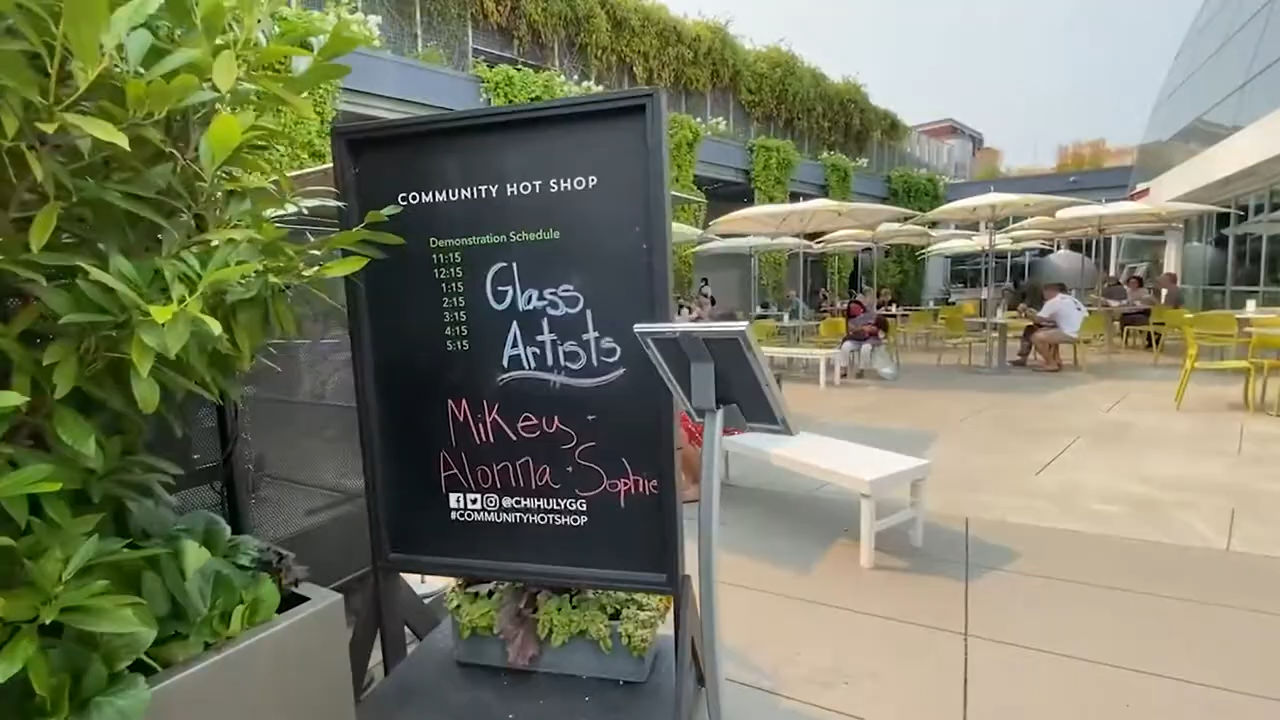 COMMUNITY HOT SHOP
Demonstration Schedule
11:15
12:15
1:15
2:15
3:15
4:15
5:15
Glass
Artists
Mikey -
Alonna - Sophie
@CHIHULYGG
#COMMUNITYHOTSHOP